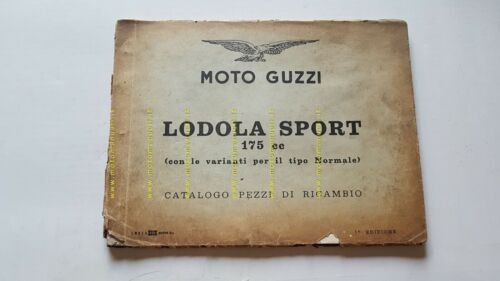 MOTO GUZZI
LODOLA SPORT
175 cc
(con le varianti per il tipo Normale)
CATALOGO PEZZI DI RICAMBIO
1ª EDIZIONE